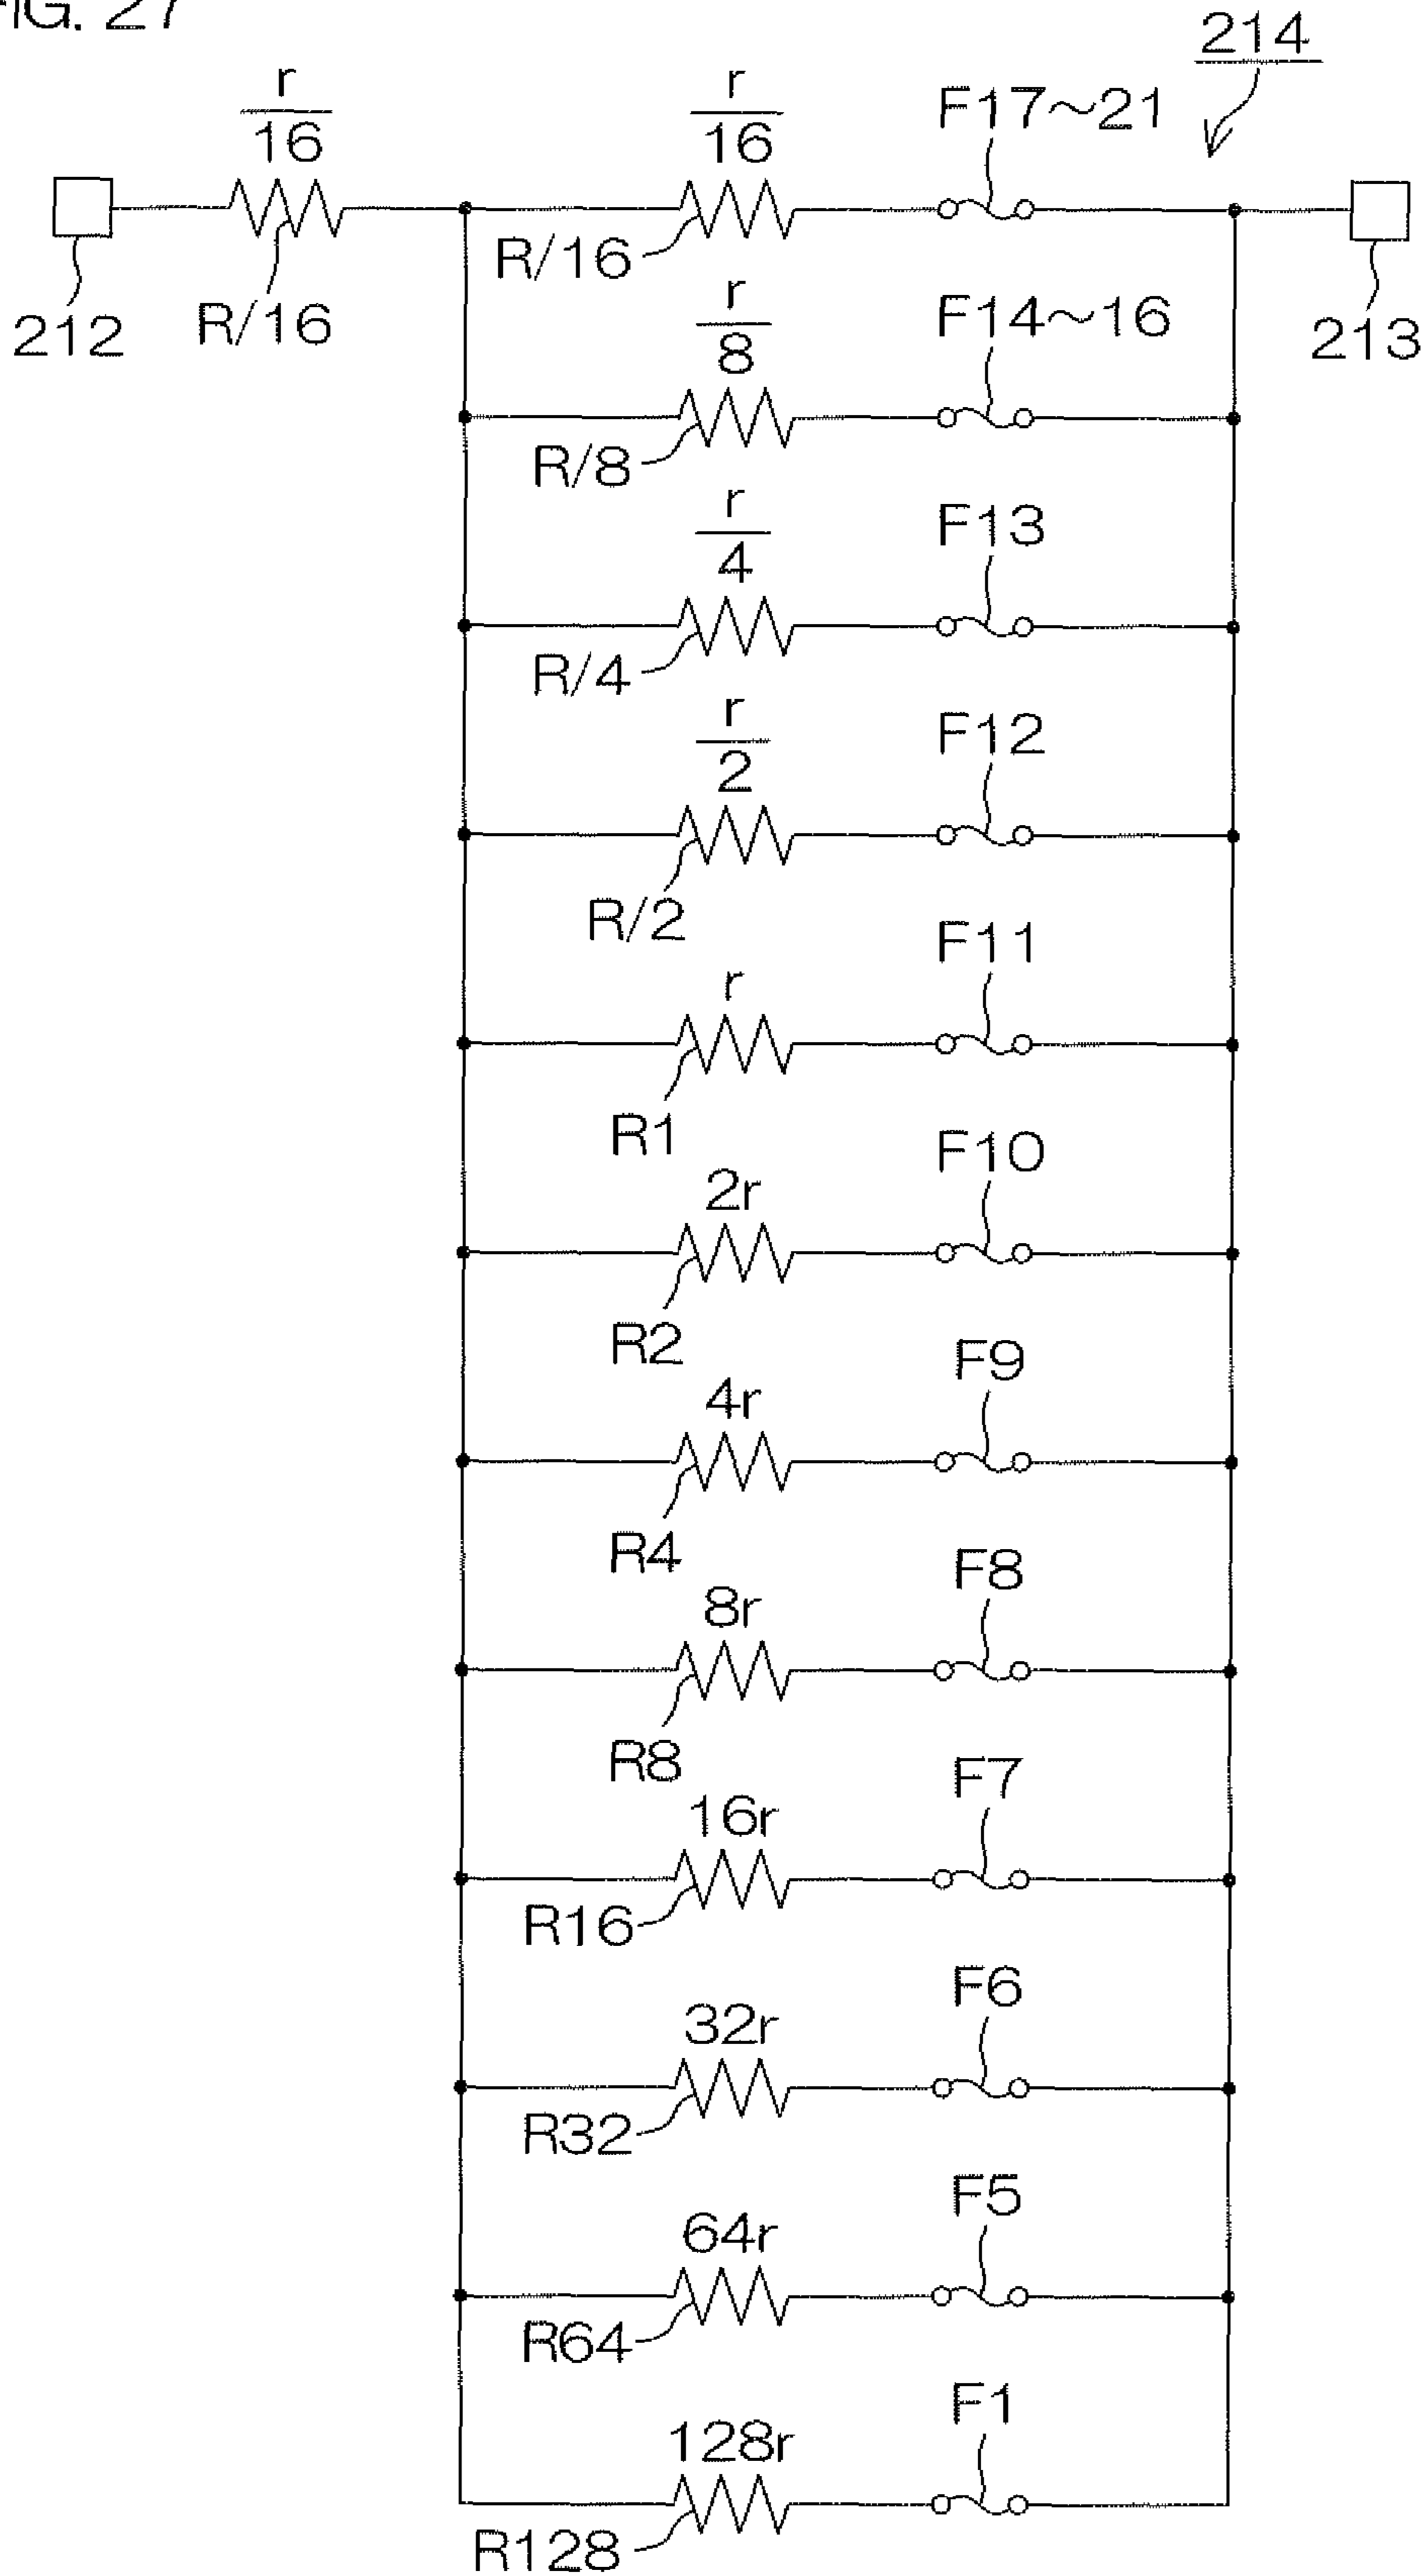 FIG. 27
214
r
16
r
16
F17~21
R/16
212
R/16
213
r
8
F14~16
R/8
r
4
F13
R/4
r
2
F12
R/2
r
F11
R1
2r
F10
R2
4r
F9
R4
8r
F8
R8
16r
F7
R16
32r
F6
R32
64r
F5
R64
128r
F1
R128